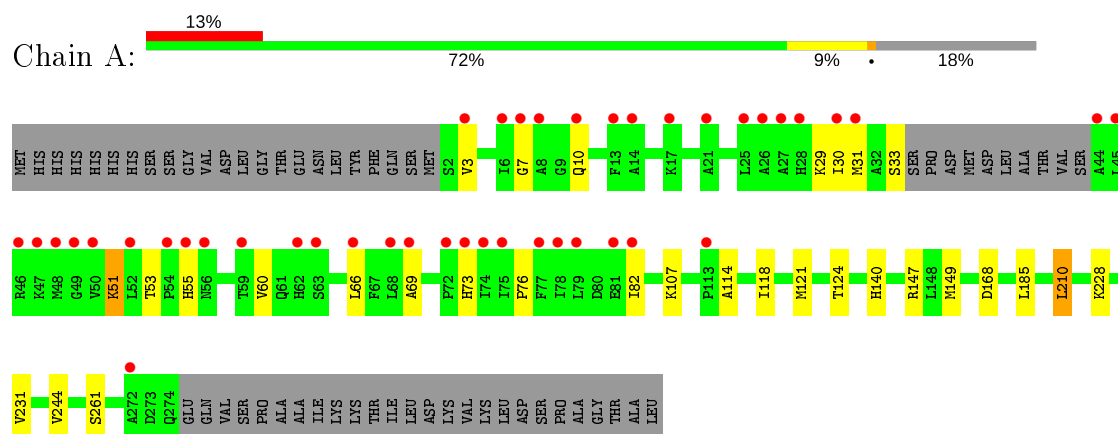 13%
Chain A:
72% 9% • 18%
MET HIS HIS HIS HIS HIS HIS SER SER GLY VAL ASP LEU GLY THR GLU ASN LEU TYR PHE GLN SER MET S2 V3 I6 G7 A8 G9 Q10 F13 A14 K17 A21 L25 A26 A27 H28 K29 I30 M31 A32 S33 SER PRO ASP MET ASP LEU ALA THR VAL SER A44 L45
R46 K47 M48 G49 V50 K51 L52 T53 P54 H55 N56 T59 V60 Q61 H62 S63 L66 F67 L68 A69 P72 H73 I74 I75 P76 F77 I78 L79 D80 E81 I82 K107 P113 A114 I118 M121 T124 H140 R147 L148 M149 D168 L185 L210 K228
V231 V244 S261 A272 D273 Q274 GLU GLN VAL SER PRO ALA ALA ILE LYS LYS THR ILE LEU ASP LYS VAL LYS LEU ASP SER PRO ALA GLY THR ALA LEU